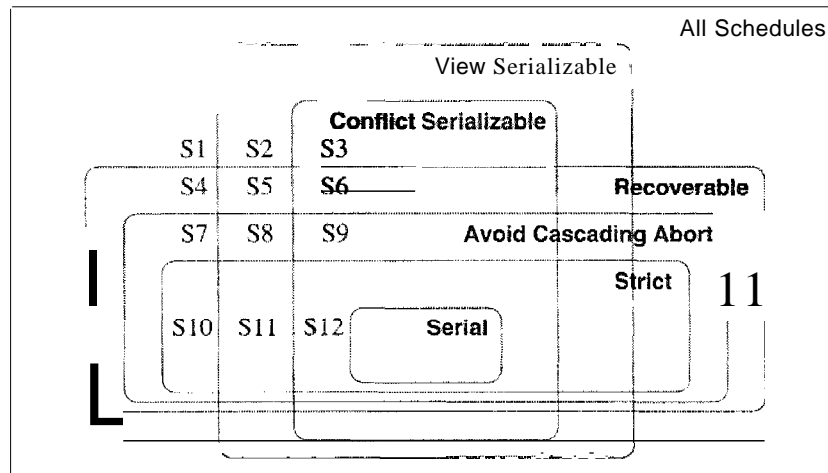 All Schedules
View Serializable
Conflict Serializable
S1 S2 S3
S4 S5 S6 Recoverable
S7 S8 S9 Avoid Cascading Abort
Strict 11
S10 S11 S12 Serial